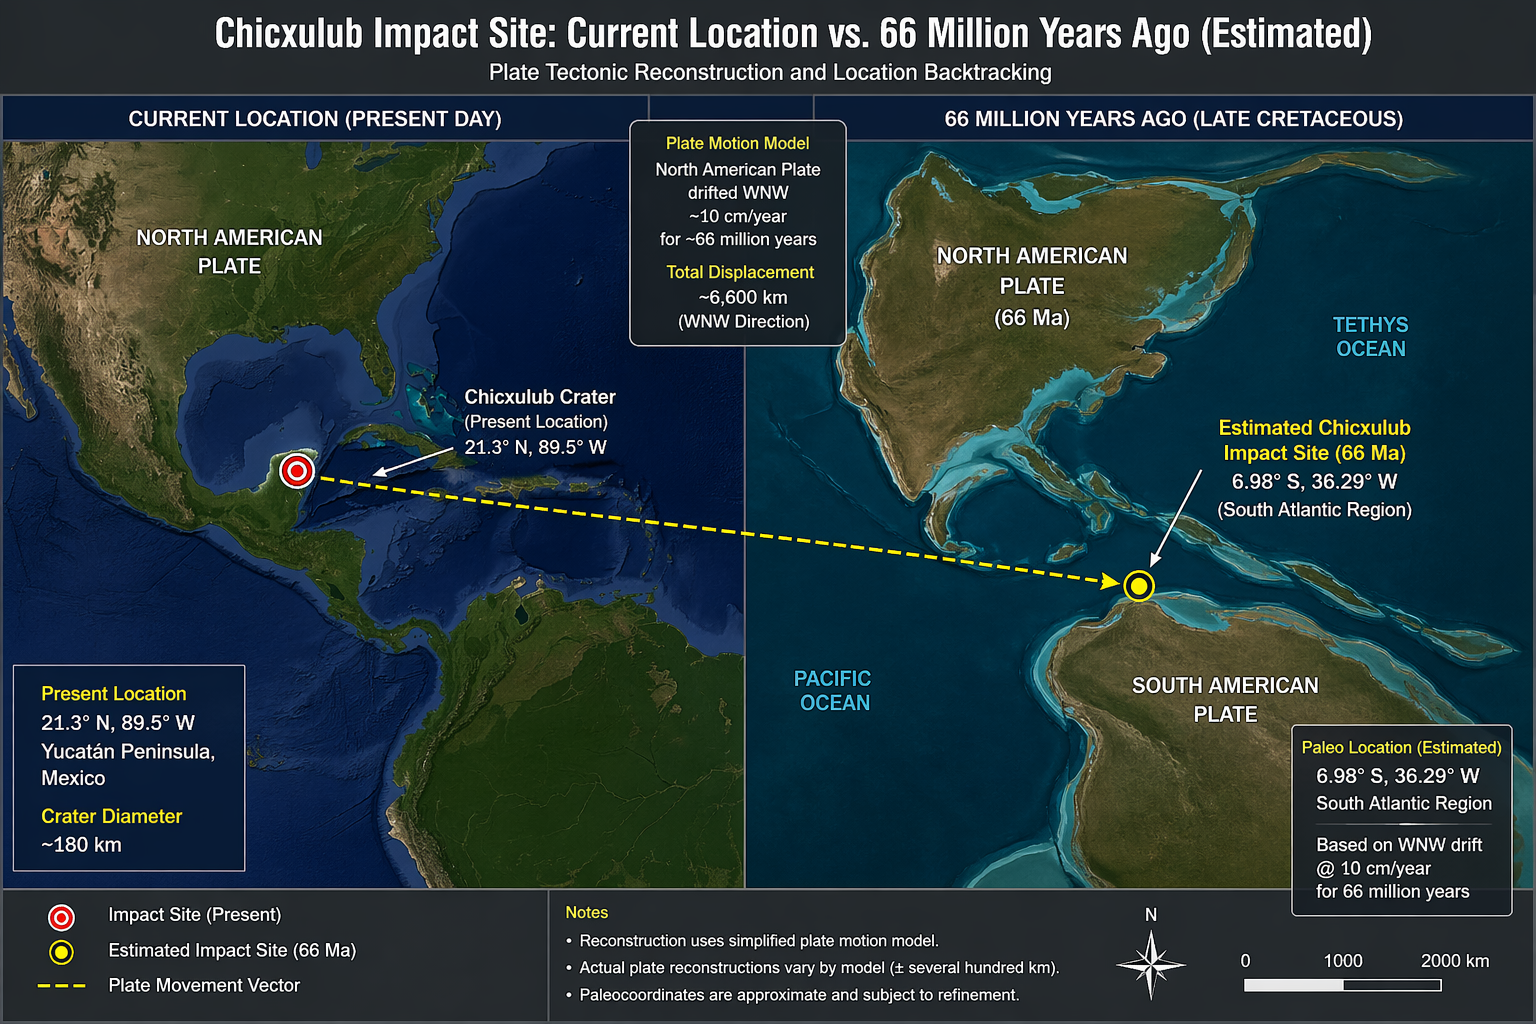 Chicxulub Impact Site: Current Location vs. 66 Million Years Ago (Estimated)
Plate Tectonic Reconstruction and Location Backtracking
CURRENT LOCATION (PRESENT DAY)
66 MILLION YEARS AGO (LATE CRETACEOUS)
Plate Motion Model
North American Plate
drifted WNW
~10 cm/year
for ~66 million years
Total Displacement
~6,600 km
(WNW Direction)
NORTH AMERICAN
PLATE
Chicxulub Crater
(Present Location)
21.3° N, 89.5° W
Present Location
21.3° N, 89.5° W
Yucatán Peninsula,
Mexico
Crater Diameter
~180 km
NORTH AMERICAN
PLATE
(66 Ma)
TETHYS
OCEAN
Estimated Chicxulub
Impact Site (66 Ma)
6.98° S, 36.29° W
(South Atlantic Region)
PACIFIC
OCEAN
SOUTH AMERICAN
PLATE
Paleo Location (Estimated)
6.98° S, 36.29° W
South Atlantic Region
Based on WNW drift
@ 10 cm/year
for 66 million years
Impact Site (Present)
Estimated Impact Site (66 Ma)
Plate Movement Vector
Notes
• Reconstruction uses simplified plate motion model.
• Actual plate reconstructions vary by model (± several hundred km).
• Paleocoordinates are approximate and subject to refinement.
N
0 1000 2000 km